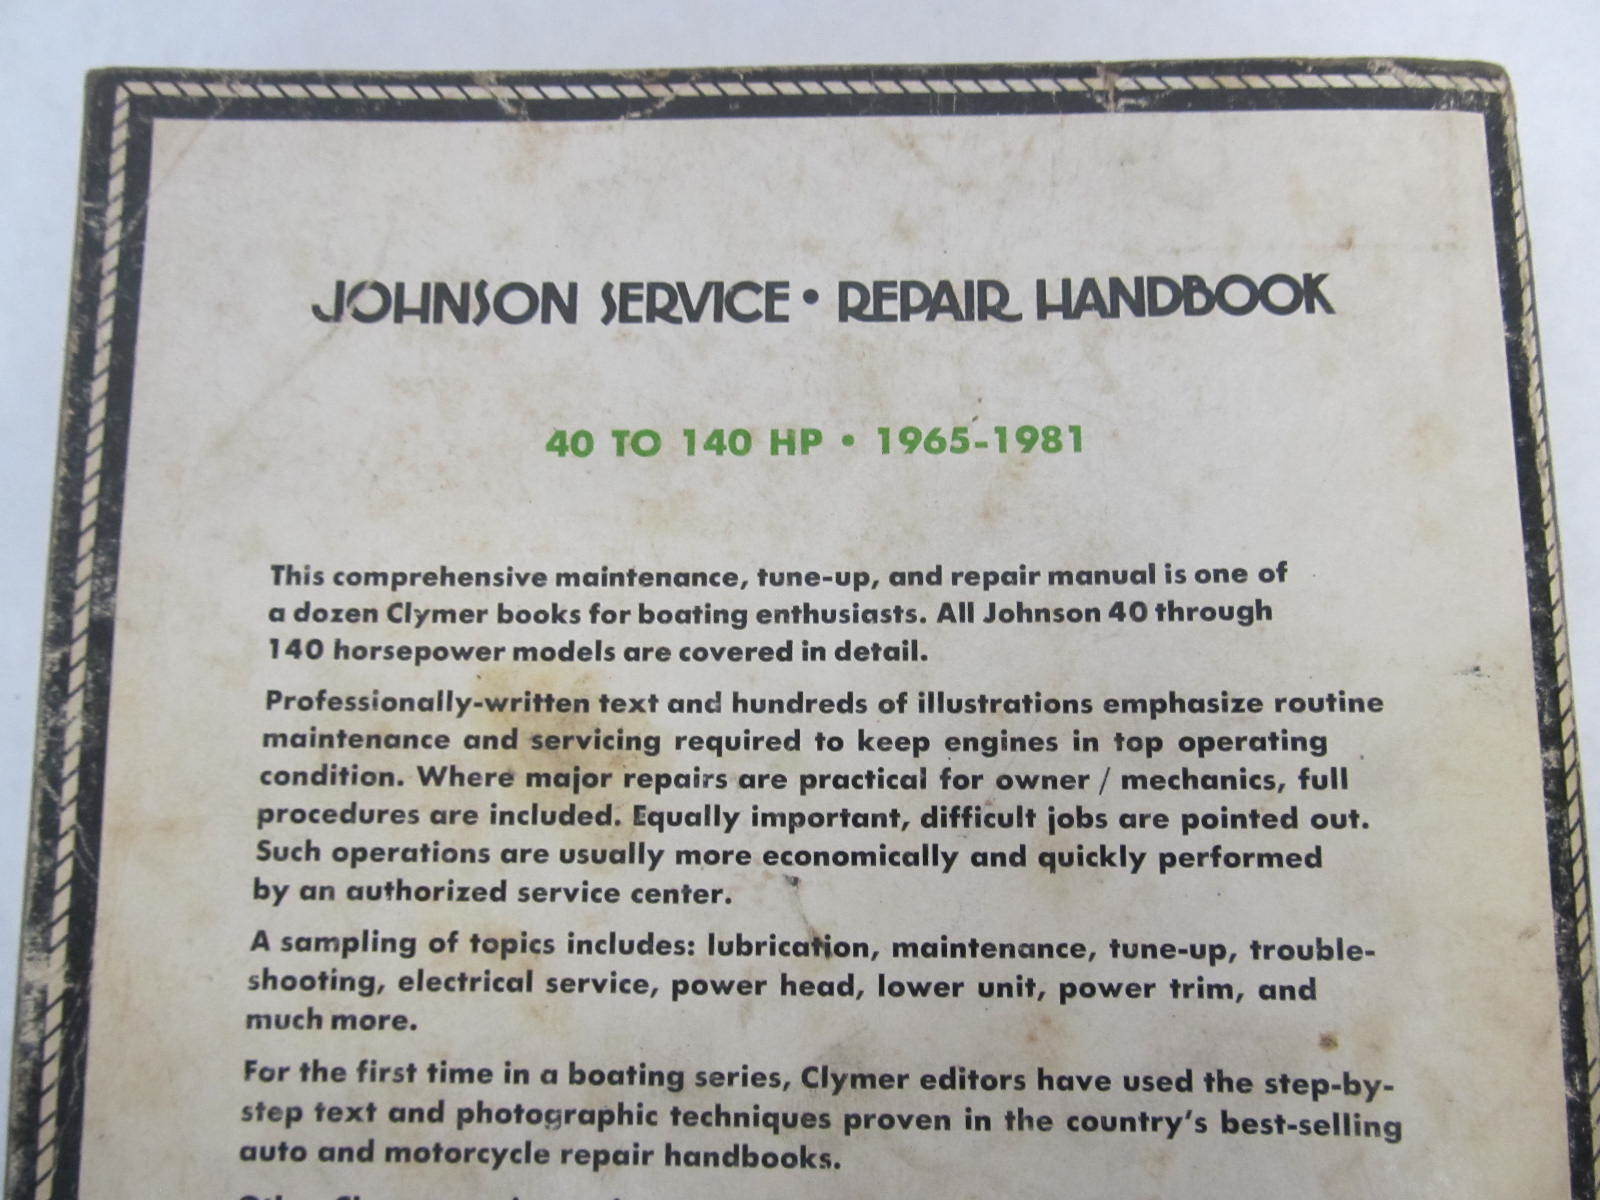 JOHNSON SERVICE • REPAIR HANDBOOK
40 TO 140 HP • 1965-1981
This comprehensive maintenance, tune-up, and repair manual is one of
a dozen Clymer books for boating enthusiasts. All Johnson 40 through
140 horsepower models are covered in detail.
Professionally-written text and hundreds of illustrations emphasize routine
maintenance and servicing required to keep engines in top operating
condition. Where major repairs are practical for owner / mechanics, full
procedures are included. Equally important, difficult jobs are pointed out.
Such operations are usually more economically and quickly performed
by an authorized service center.
A sampling of topics includes: lubrication, maintenance, tune-up, trouble-
shooting, electrical service, power head, lower unit, power trim, and
much more.
For the first time in a boating series, Clymer editors have used the step-by-
step text and photographic techniques proven in the country's best-selling
auto and motorcycle repair handbooks.